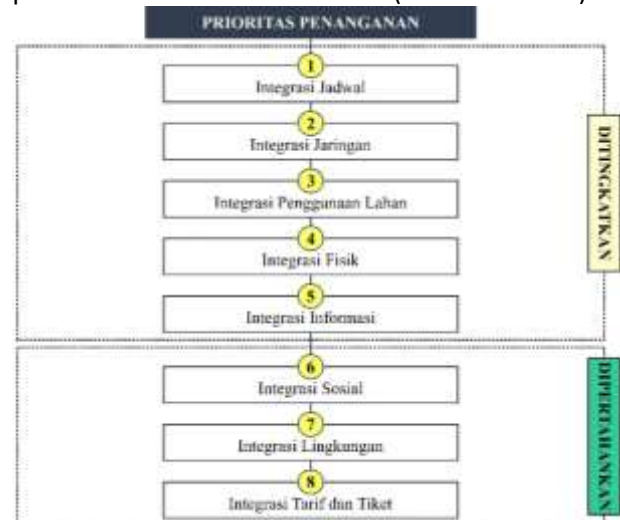 PRIORITAS PENANGANAN
1
Integrasi Jadwal
2
Integrasi Jaringan
3
Integrasi Penggunaan Lahan
4
Integrasi Fisik
5
Integrasi Informasi
DITINGKATKAN
6
Integrasi Sosial
7
Integrasi Lingkungan
8
Integrasi Tarif dan Tiket
DIPERTAHANKAN